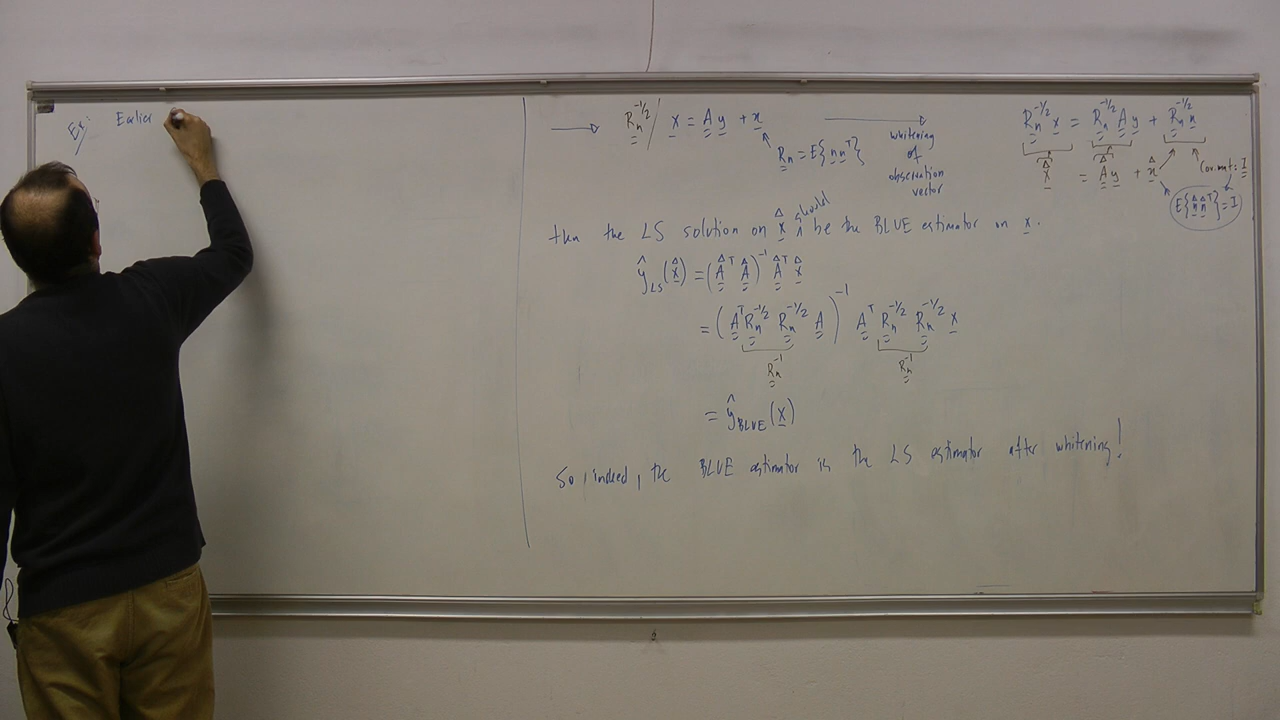 Ex: Earlier
→ R_n^{-1/2} / x = A y + n → whitening of observation vector
R_n = E{n n^T}
R_n^{-1/2} x = R_n^{-1/2} A y + R_n^{-1/2} n
x̂ = Â y + n̂
Cov. mat: I
E{n̂ n̂^T} = I
then the LS solution on x̂ should be the BLUE estimator on x.
ŷ_LS(x̂) = (Â^T Â)^{-1} Â^T x̂
= (A^T R_n^{-1/2} R_n^{-1/2} A)^{-1} A^T R_n^{-1/2} R_n^{-1/2} x
R_n^{-1} R_n^{-1}
= ŷ_BLUE(x)
So, indeed, the BLUE estimator is the LS estimator after whitening!